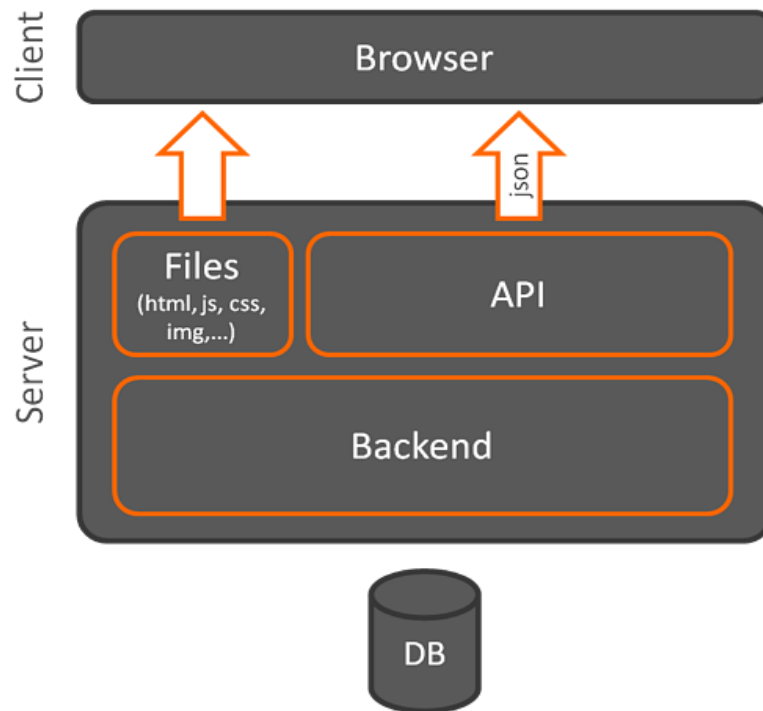 Client
Browser
json
Files
(html, js, css,
img,...)
API
Server
Backend
DB